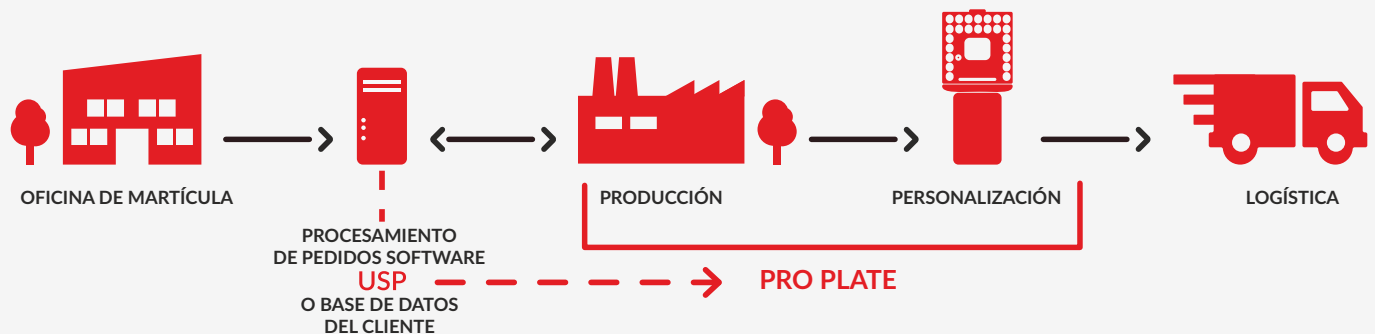 OFICINA DE MARTÍCULA
PROCESAMIENTO
DE PEDIDOS SOFTWARE
USP
O BASE DE DATOS
DEL CLIENTE
PRODUCCIÓN
PERSONALIZACIÓN
PRO PLATE
LOGÍSTICA